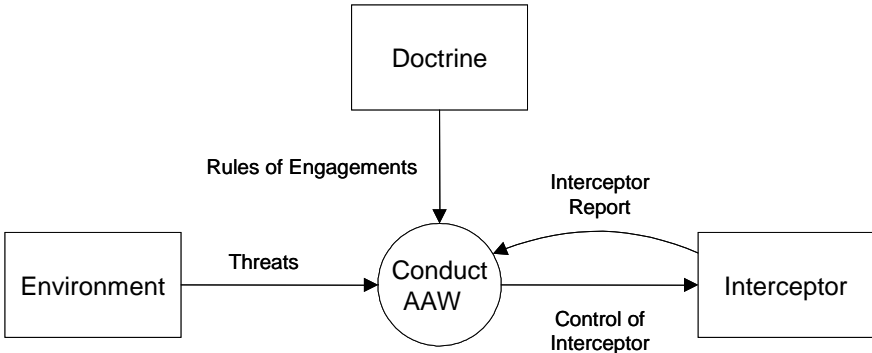 Doctrine
Rules of Engagements
Interceptor
Report
Environment
Threats
Conduct
AAW
Interceptor
Control of
Interceptor